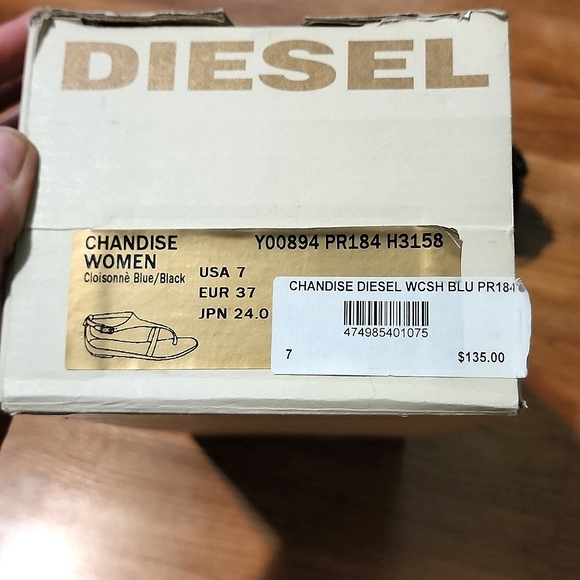 DIESEL
CHANDISE
WOMEN
Cloisonnè Blue/Black
Y00894 PR184 H3158
USA 7
EUR 37
JPN 24.0
CHANDISE DIESEL WCSH BLU PR184
474985401075
7
$135.00